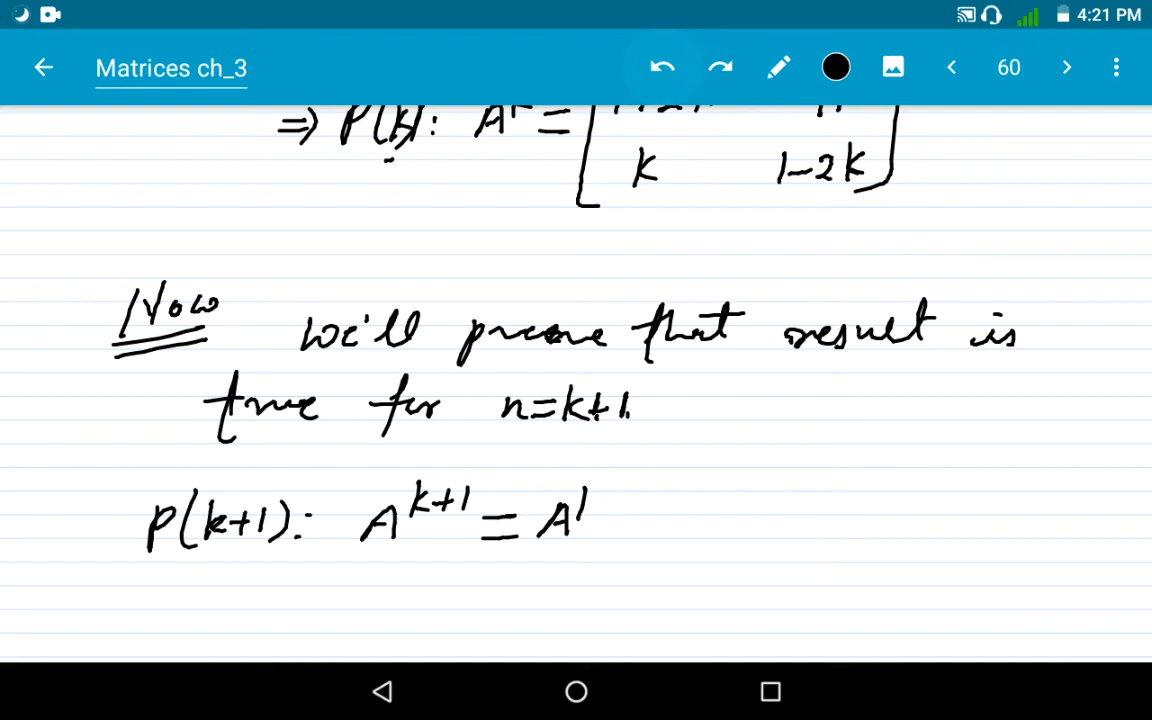 4:21 PM
Matrices ch_3 60
⇒ P(k): A^k =
k 1-2k
Now we'll prove that result is
true for n=k+1.
P(k+1): A^{k+1} = A^1